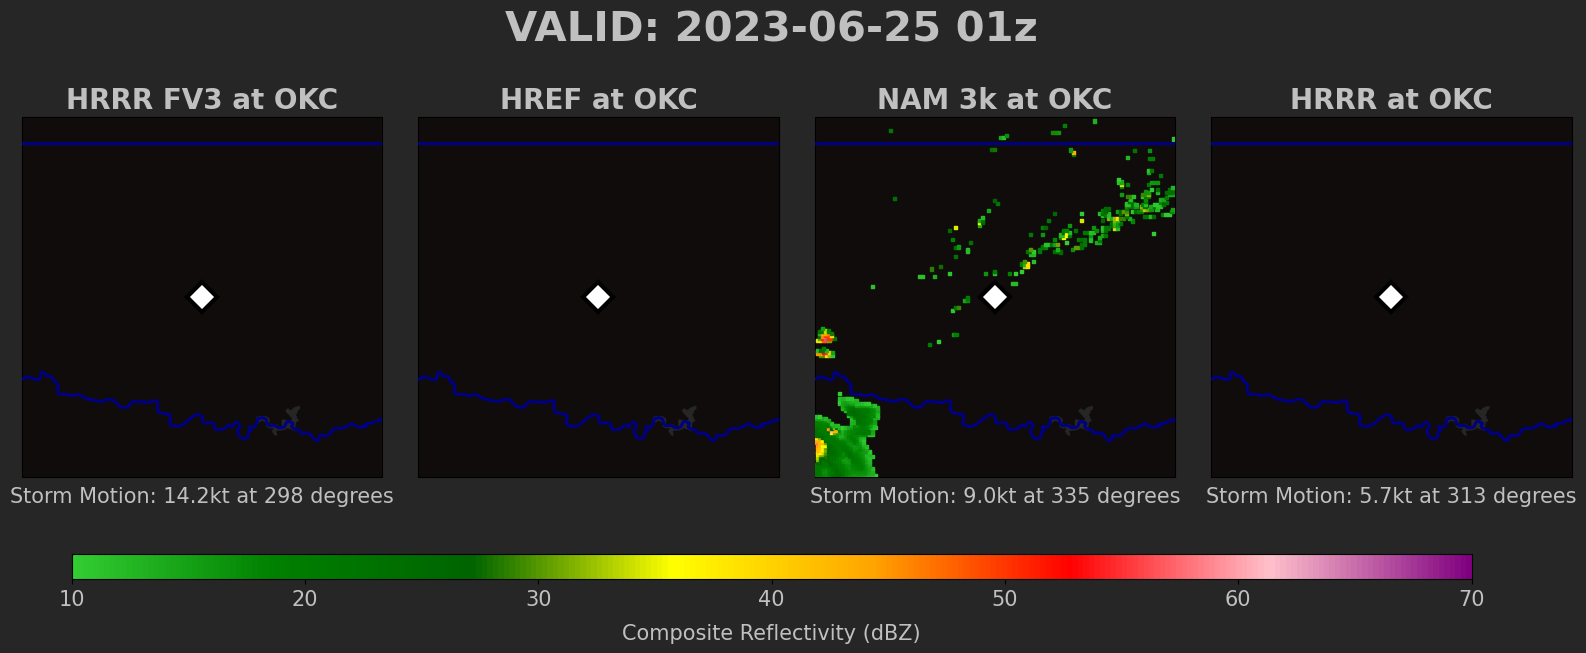 VALID: 2023-06-25 01z
HRRR FV3 at OKC
HREF at OKC
NAM 3k at OKC
HRRR at OKC
Storm Motion: 14.2kt at 298 degrees
Storm Motion: 9.0kt at 335 degrees
Storm Motion: 5.7kt at 313 degrees
10 20 30 40 50 60 70
Composite Reflectivity (dBZ)